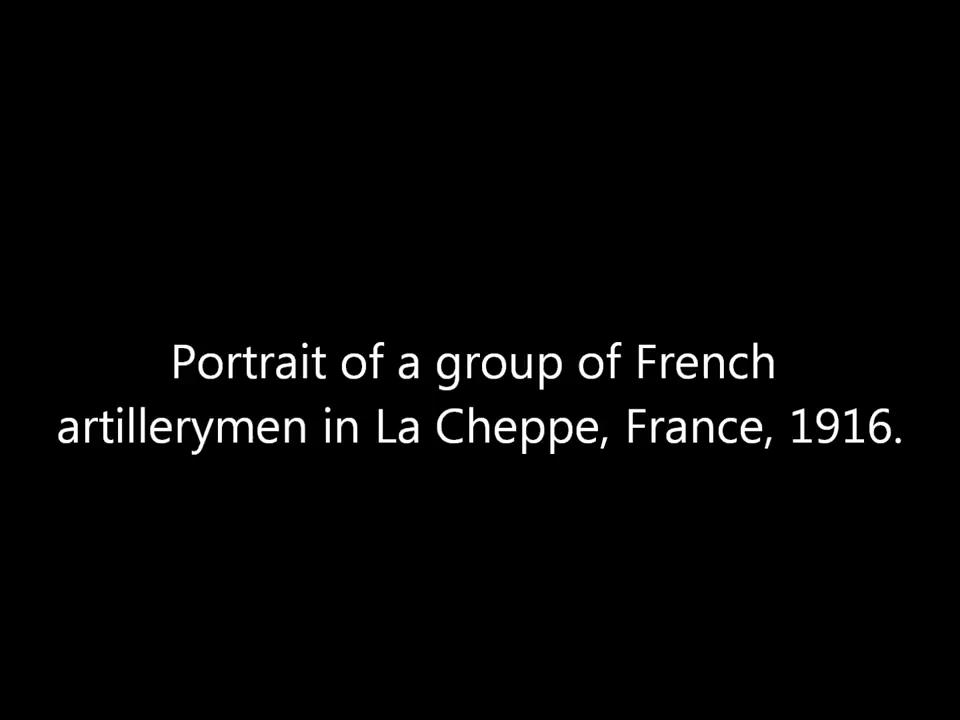 Portrait of a group of French
artillerymen in La Cheppe, France, 1916.